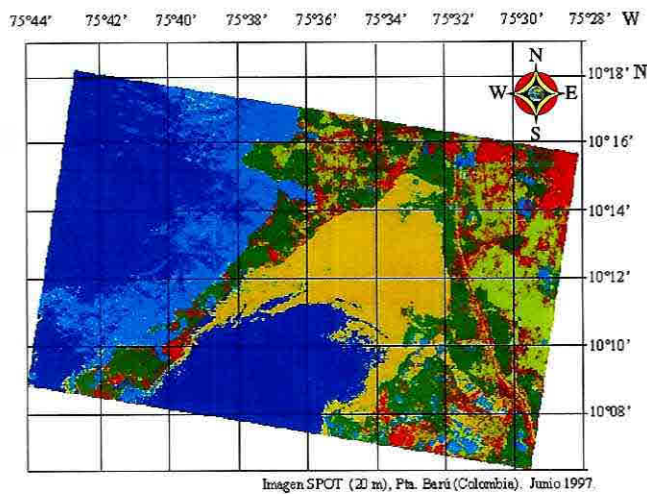 75°44' 75°42' 75°40' 75°38' 75°36' 75°34' 75°32' 75°30' 75°28' W
N
10°18' N
W E
S
10°16'
10°14'
10°12'
10°10'
10°08'
Imagen SPOT (20 m), Pta. Barú (Colombia). Junio 1997.